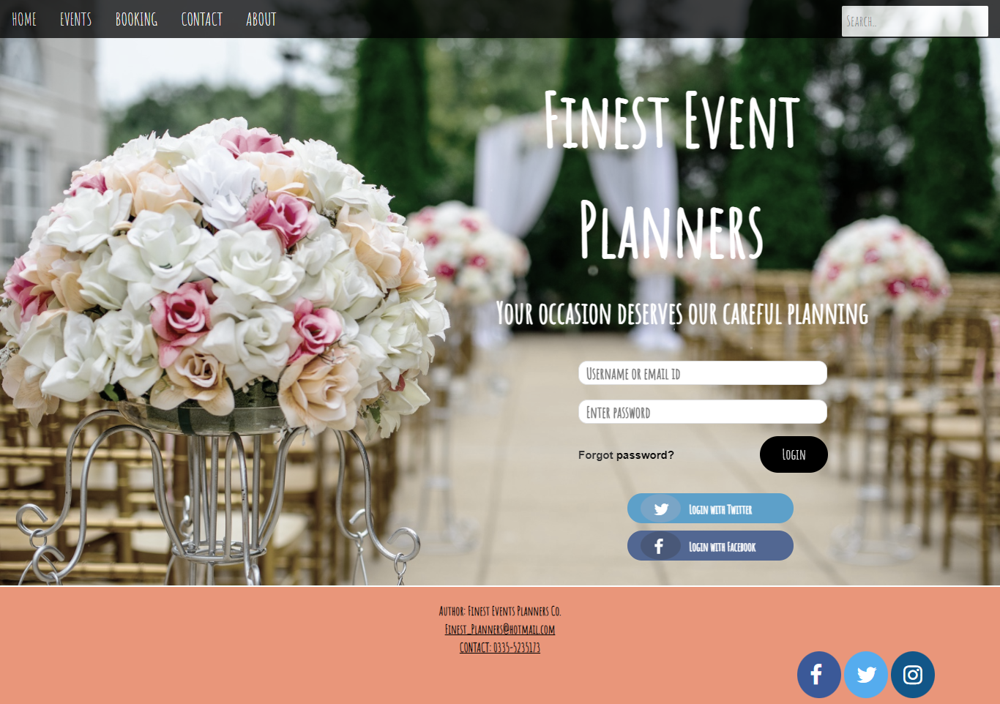 HOME EVENTS BOOKING CONTACT ABOUT Search..
Finest Event
Planners
Your occasion deserves our careful planning
Username or email id
Enter password
Forgot password? Login
Login with Twitter
Login with Facebook
Author: Finest Events Planners Co.
Finest_Planners@hotmail.com
CONTACT: 0335-5235173